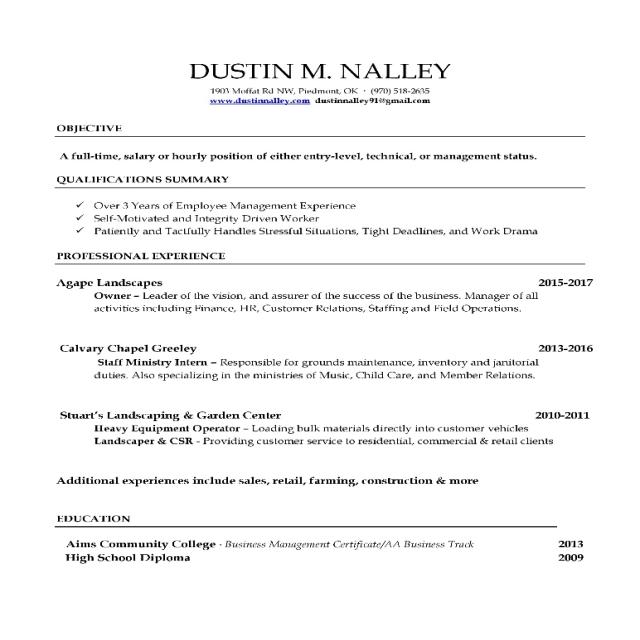 DUSTIN M. NALLEY
1903 Moffat Rd NW, Piedmont, OK · (970) 518-2635
www.dustinnalley.com dustinnalley91@gmail.com
OBJECTIVE
A full-time, salary or hourly position of either entry-level, technical, or management status.
QUALIFICATIONS SUMMARY
✓ Over 3 Years of Employee Management Experience
✓ Self-Motivated and Integrity Driven Worker
✓ Patiently and Tactfully Handles Stressful Situations, Tight Deadlines, and Work Drama
PROFESSIONAL EXPERIENCE
Agape Landscapes 2015-2017
Owner – Leader of the vision, and assurer of the success of the business. Manager of all
activities including Finance, HR, Customer Relations, Staffing and Field Operations.
Calvary Chapel Greeley 2013-2016
Staff Ministry Intern – Responsible for grounds maintenance, inventory and janitorial
duties. Also specializing in the ministries of Music, Child Care, and Member Relations.
Stuart's Landscaping & Garden Center 2010-2011
Heavy Equipment Operator – Loading bulk materials directly into customer vehicles
Landscaper & CSR - Providing customer service to residential, commercial & retail clients
Additional experiences include sales, retail, farming, construction & more
EDUCATION
Aims Community College - Business Management Certificate/AA Business Track 2013
High School Diploma 2009